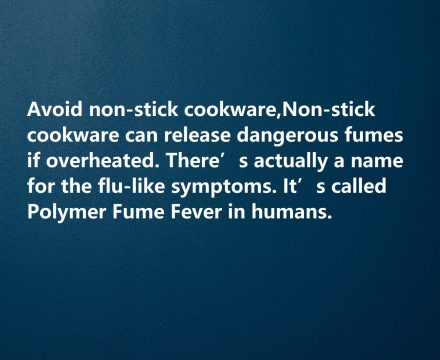 Avoid non-stick cookware,Non-stick
cookware can release dangerous fumes
if overheated. There’s actually a name
for the flu-like symptoms. It’s called
Polymer Fume Fever in humans.